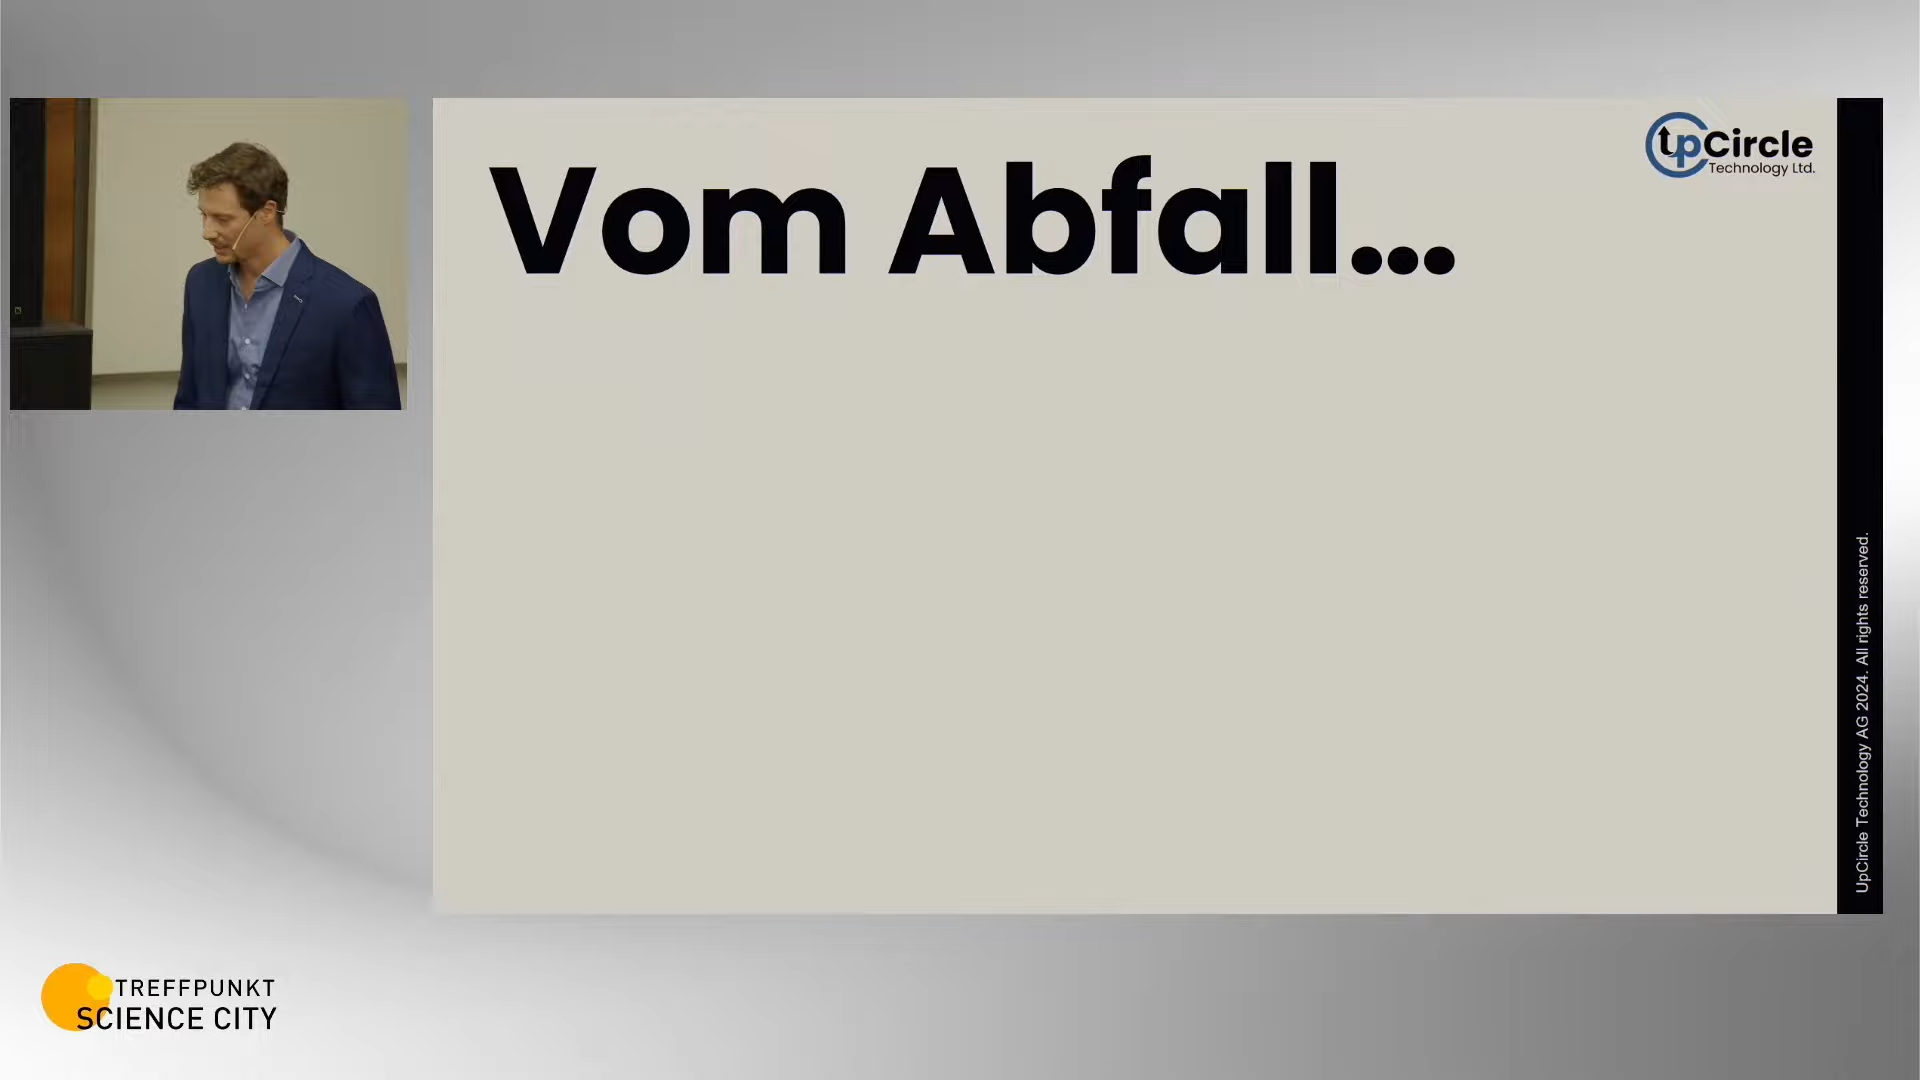 Vom Abfall...
UpCircle
Technology Ltd.
UpCircle Technology AG 2024. All rights reserved.
TREFFPUNKT
SCIENCE CITY